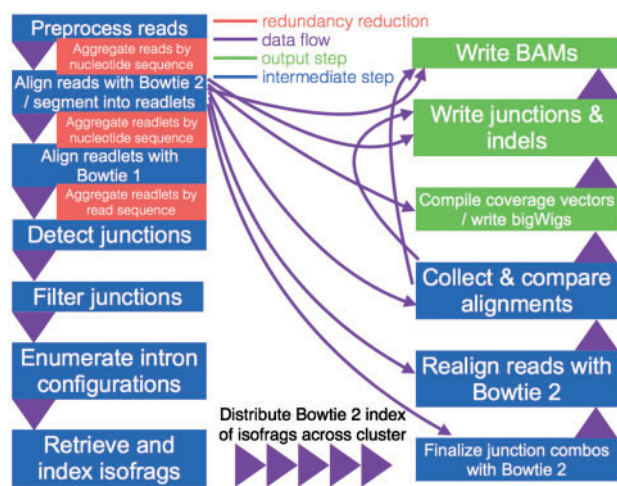 Preprocess reads
Aggregate reads by
nucleotide sequence
Align reads with Bowtie 2
/ segment into readlets
Aggregate readlets by
nucleotide sequence
Align readlets with
Bowtie 1
Aggregate readlets by
read sequence
Detect junctions
Filter junctions
Enumerate intron
configurations
Retrieve and
index isofrags
redundancy reduction
data flow
output step
intermediate step
Distribute Bowtie 2 index
of isofrags across cluster
Write BAMs
Write junctions &
indels
Compile coverage vectors
/ write bigWigs
Collect & compare
alignments
Realign reads with
Bowtie 2
Finalize junction combos
with Bowtie 2